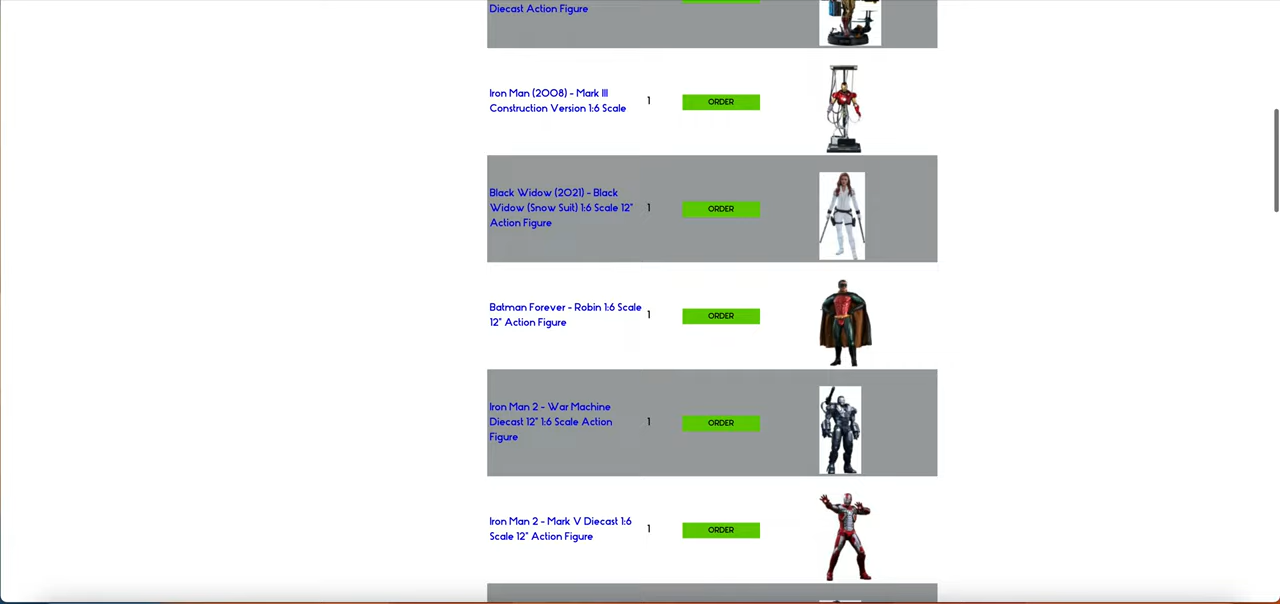 Diecast Action Figure
Iron Man (2008) - Mark III
Construction Version 1:6 Scale
1
ORDER
Black Widow (2021) - Black
Widow (Snow Suit) 1:6 Scale 12"
Action Figure
1
ORDER
Batman Forever - Robin 1:6 Scale
12" Action Figure
1
ORDER
Iron Man 2 - War Machine
Diecast 12" 1:6 Scale Action
Figure
1
ORDER
Iron Man 2 - Mark V Diecast 1:6
Scale 12" Action Figure
1
ORDER